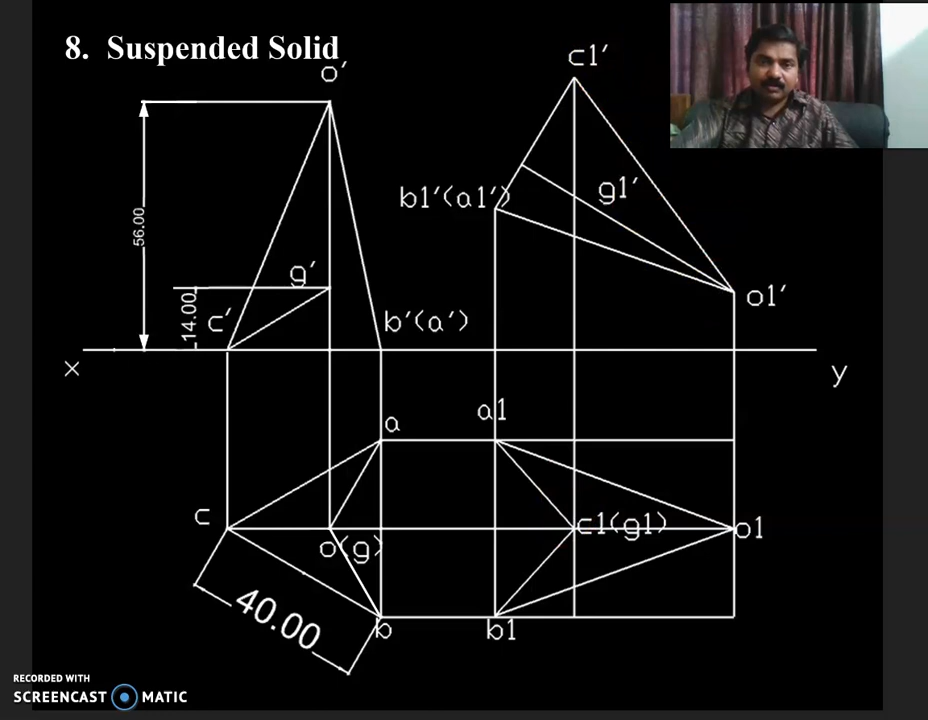 8. Suspended Solid
o'
c1'
b1'(a1')
g1'
56.00
g'
o1'
14.00
c'
b'(a')
x
y
a
a1
c
c1(g1)
o1
o(g)
40.00
b
b1
RECORDED WITH
SCREENCAST MATIC